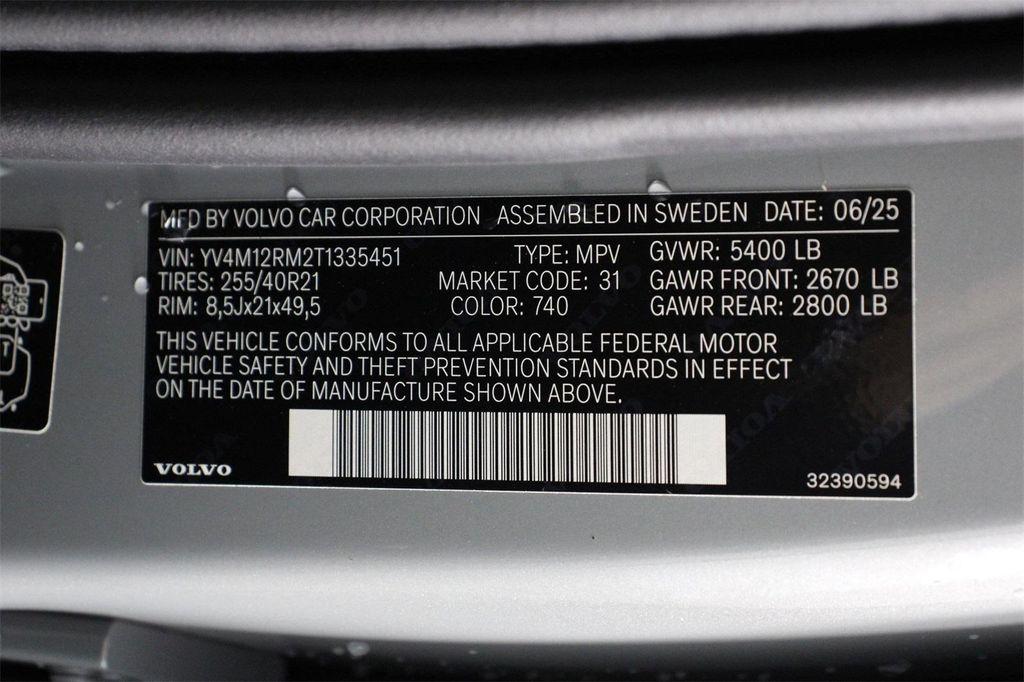 MFD BY VOLVO CAR CORPORATION ASSEMBLED IN SWEDEN DATE: 06/25
VIN: YV4M12RM2T1335451 TYPE: MPV GVWR: 5400 LB
TIRES: 255/40R21 MARKET CODE: 31 GAWR FRONT: 2670 LB
RIM: 8,5Jx21x49,5 COLOR: 740 GAWR REAR: 2800 LB
THIS VEHICLE CONFORMS TO ALL APPLICABLE FEDERAL MOTOR
VEHICLE SAFETY AND THEFT PREVENTION STANDARDS IN EFFECT
ON THE DATE OF MANUFACTURE SHOWN ABOVE.
VOLVO 32390594